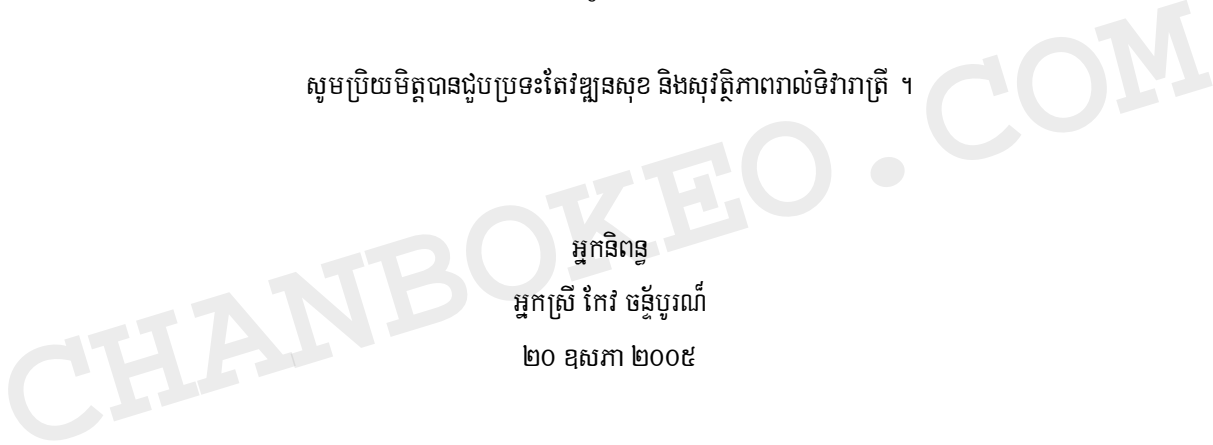 សូមប្រិយមិត្តបានជួបប្រទះតែវឌ្ឍនសុខ និងសុវត្ថិភាពរាល់ទិវារាត្រី ។
អ្នកនិពន្ធ
អ្នកស្រី កែវ ចន្ទ័បូរណ៌
២០ ឧសភា ២០០៥
CHANBOKEO.COM